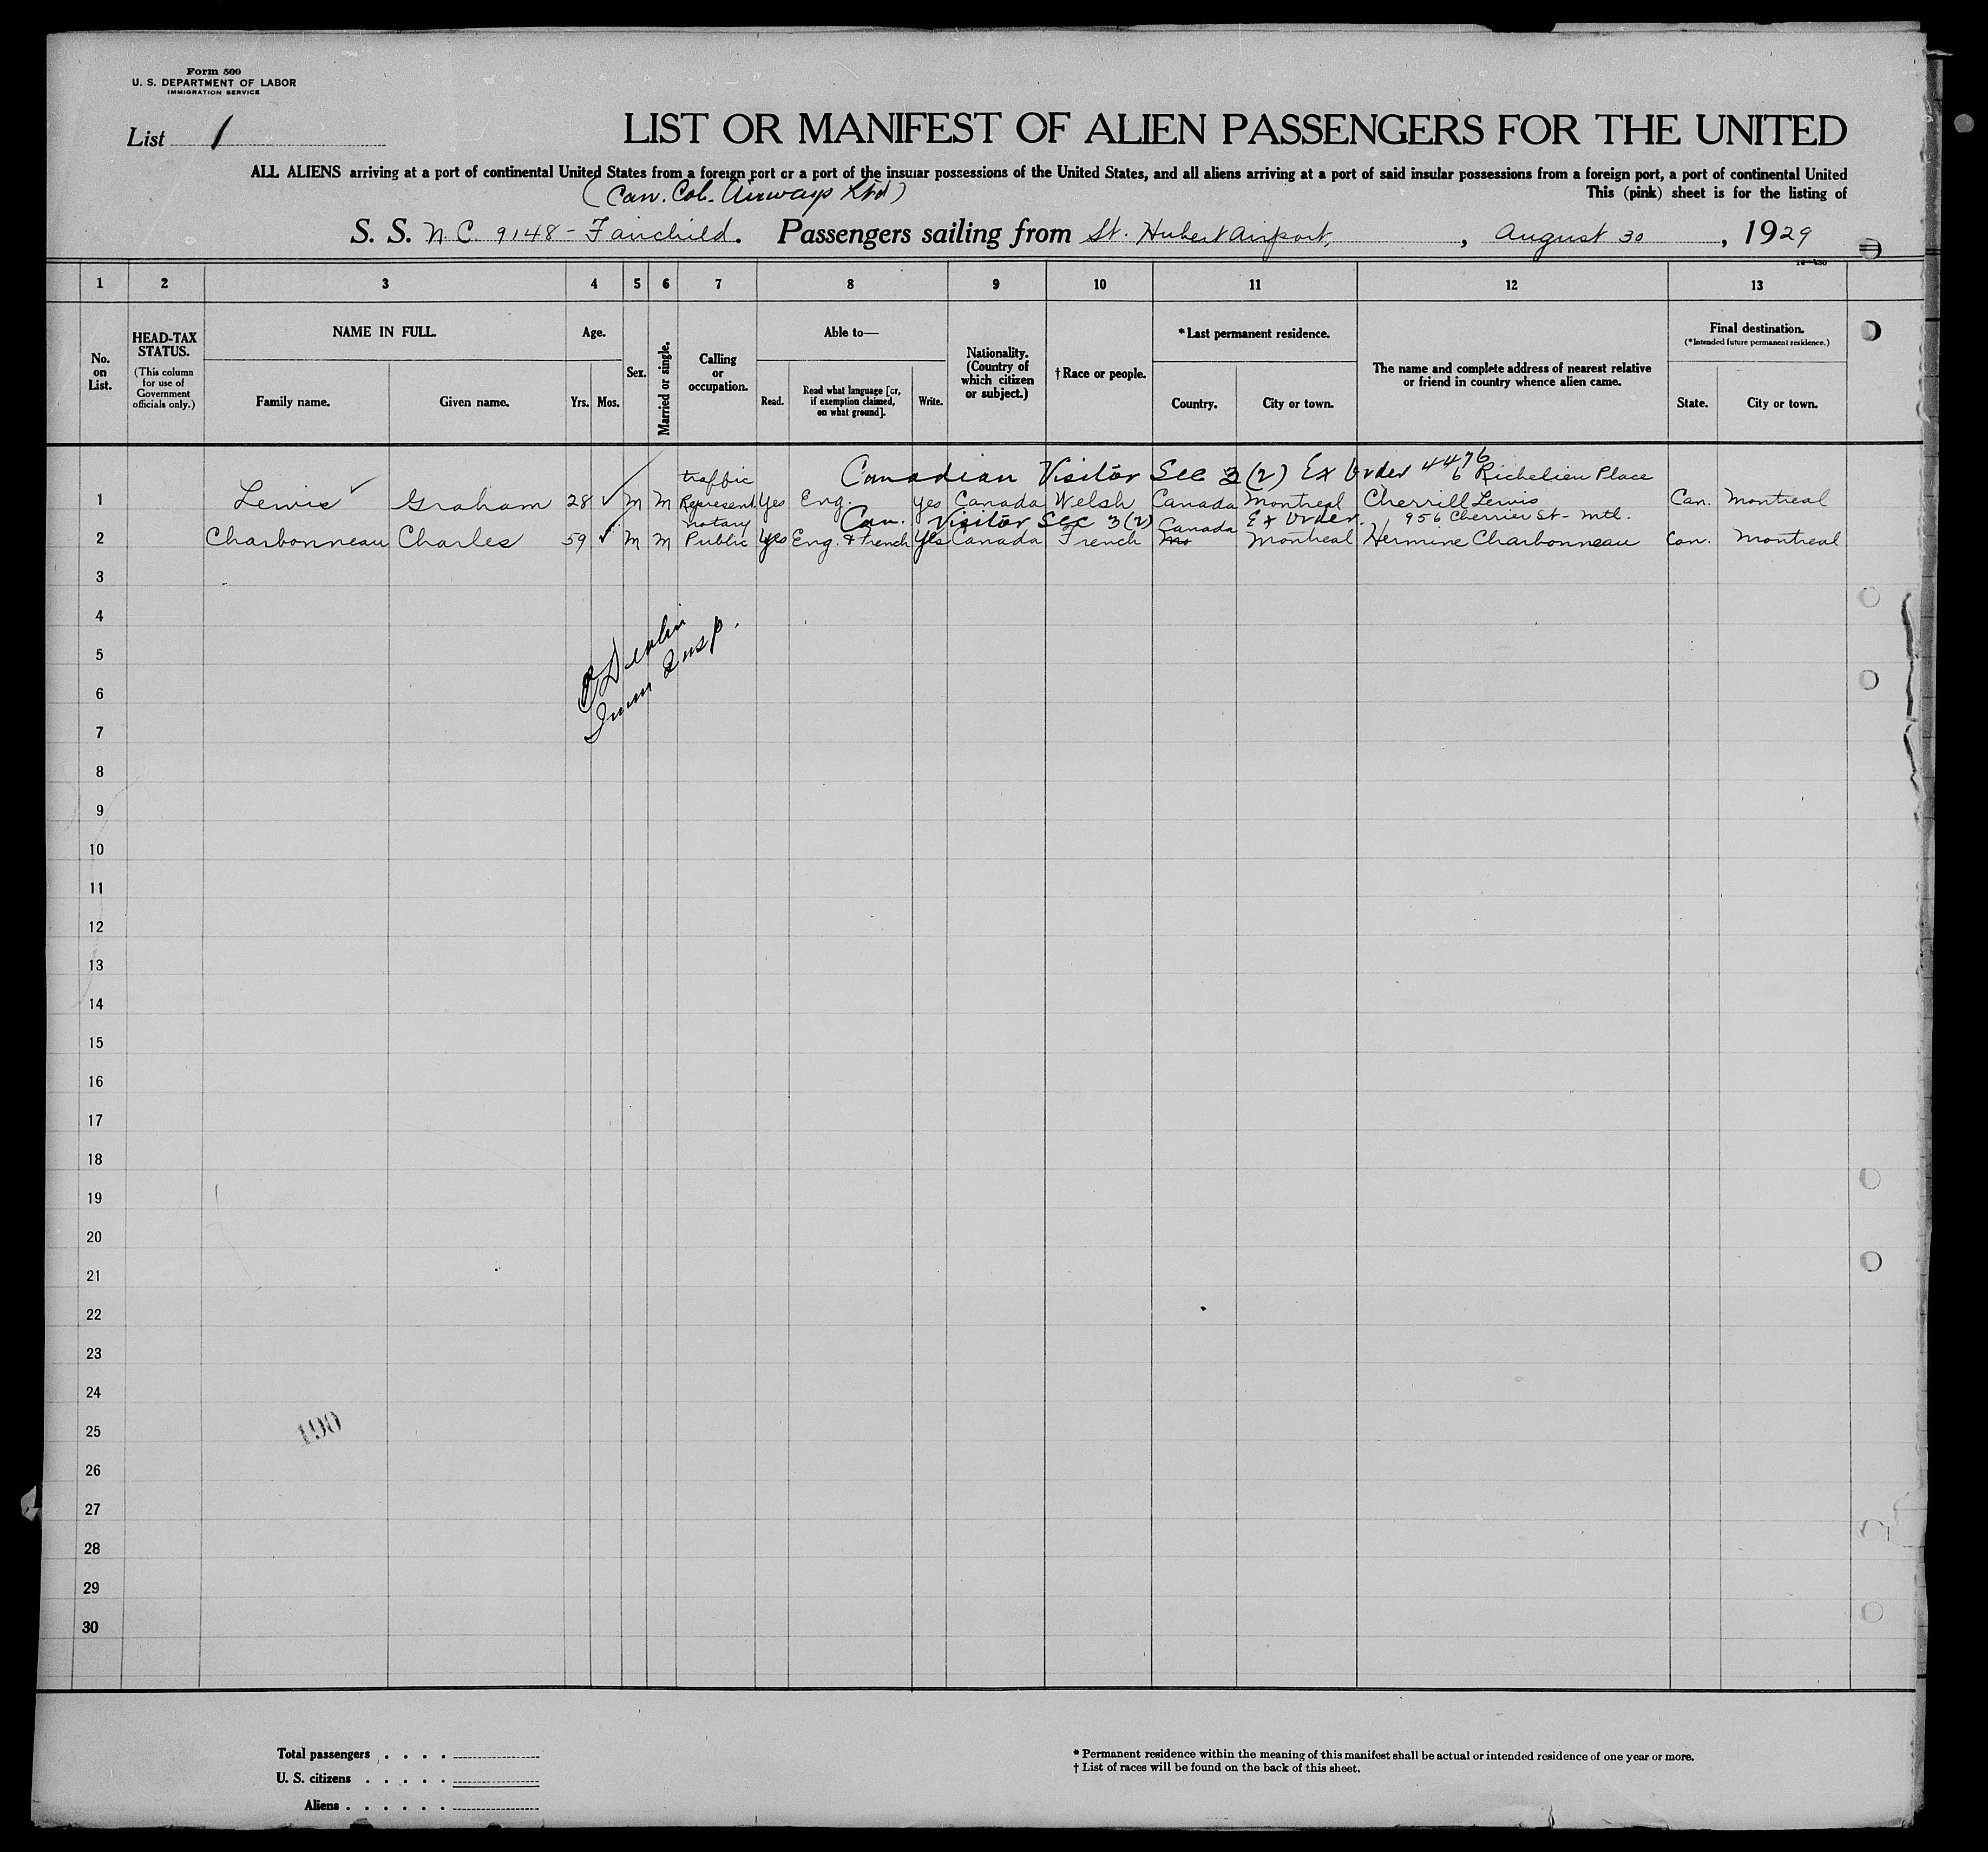 Form 500
U. S. DEPARTMENT OF LABOR
IMMIGRATION SERVICE
List 1
LIST OR MANIFEST OF ALIEN PASSENGERS FOR THE UNITED
ALL ALIENS arriving at a port of continental United States from a foreign port or a port of the insular possessions of the United States, and all aliens arriving at a port of said insular possessions from a foreign port, a port of continental United
(Can. Col. Airways Ltd)
This (pink) sheet is for the listing of
S. S. N.C. 9148 - Fairchild. Passengers sailing from St. Hubert Airport, , August 30 , 1929
1 2 3 4 5 6 7 8 9 10 11 12 13
No. on List.
HEAD-TAX STATUS.
(This column for use of Government officials only.)
NAME IN FULL.
Family name. Given name.
Age.
Yrs. Mos.
Sex.
Married or single.
Calling or occupation.
Able to—
Read. Read what language [or, if exemption claimed, on what ground]. Write.
Nationality. (Country of which citizen or subject.)
†Race or people.
*Last permanent residence.
Country. City or town.
The name and complete address of nearest relative or friend in country whence alien came.
Final destination.
(*Intended future permanent residence.)
State. City or town.
Canadian Visitor Sec 3 (2) Ex Order 4476
traffic 6 Richelieu Place
1 Lewis Graham 28 M M Represent. Yes Eng. Yes Canada Welsh Canada Montreal Cherrill Lewis Can. Montreal
Can. Visitor Sec 3 (2) Ex Order.
notary Canada 956 Cherrier St - Mtl.
2 Charbonneau Charles 59 M M Public Yes Eng. & French Yes Canada French Mo Montreal Hermine Charbonneau Can. Montreal
3
4
5
6
7
Imm Insp.
8
9
10
11
12
13
14
15
16
17
18
19
20
21
22
23
24
25
190
26
27
28
29
30
Total passengers . . . .
U. S. citizens . . . . .
Aliens . . . . . .
* Permanent residence within the meaning of this manifest shall be actual or intended residence of one year or more.
† List of races will be found on the back of this sheet.